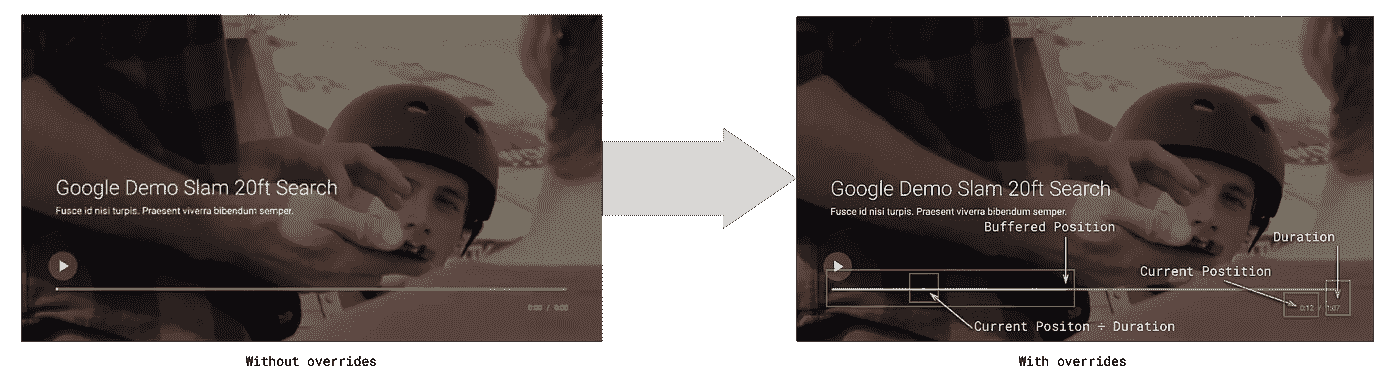 Google Demo Slam 20ft Search
Fusce id nisi turpis. Praesent viverra bibendum semper.
0:00 / 0:00
Without overrides
Google Demo Slam 20ft Search
Fusce id nisi turpis. Praesent viverra bibendum semper.
Buffered Position
Duration
Current Postition
0:12 / 1:07
Current Positon ÷ Duration
With overrides